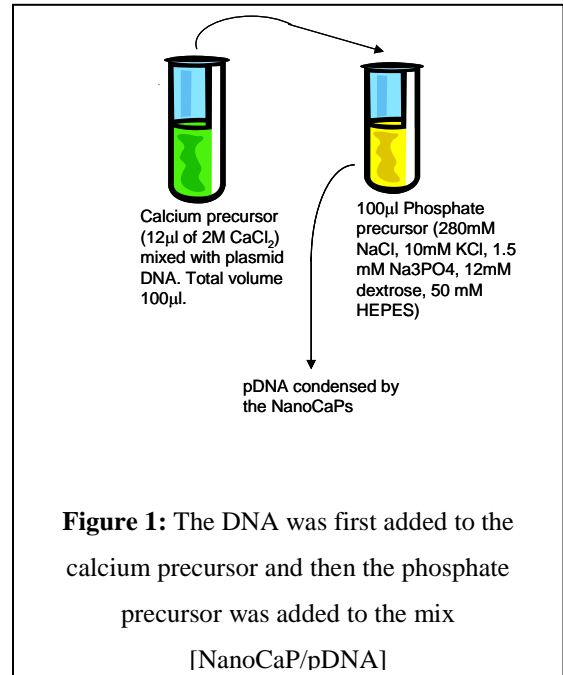 Calcium precursor
(12μl of 2M CaCl₂)
mixed with plasmid
DNA. Total volume
100μl.
100μl Phosphate
precursor (280mM
NaCl, 10mM KCl, 1.5
mM Na3PO4, 12mM
dextrose, 50 mM
HEPES)
pDNA condensed by
the NanoCaPs
Figure 1: The DNA was first added to the
calcium precursor and then the phosphate
precursor was added to the mix
[NanoCaP/pDNA]